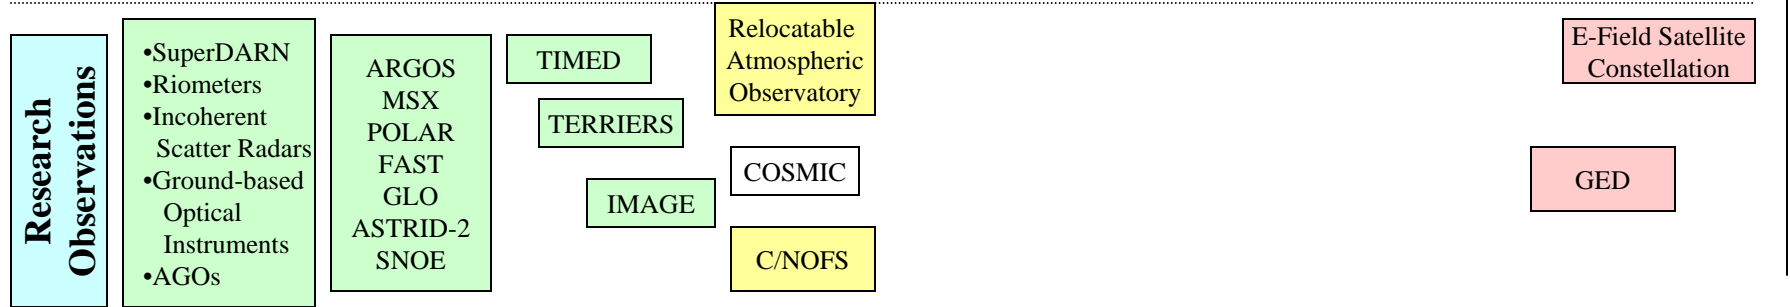 Research
Observations
•SuperDARN
•Riometers
•Incoherent
Scatter Radars
•Ground-based
Optical
Instruments
•AGOs
ARGOS
MSX
POLAR
FAST
GLO
ASTRID-2
SNOE
TIMED
TERRIERS
IMAGE
Relocatable
Atmospheric
Observatory
COSMIC
C/NOFS
E-Field Satellite
Constellation
GED